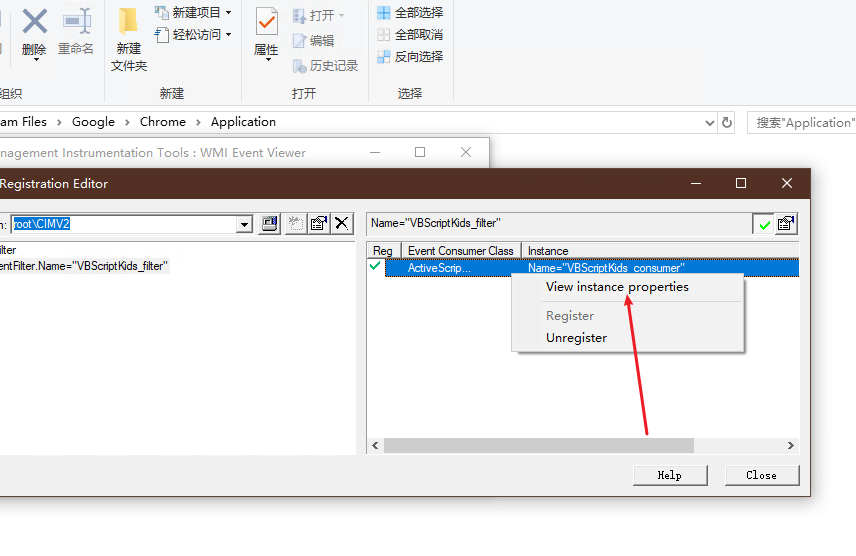 删除
重命名
新建
文件夹
新建项目
轻松访问
新建
属性
打开
编辑
历史记录
打开
全部选择
全部取消
反向选择
选择
组织
am Files > Google > Chrome > Application
搜索"Application"
nagement Instrumentation Tools : WMI Event Viewer
Registration Editor
n: root\CIMV2
Name="VBScriptKids_filter"
ilter
entFilter.Name="VBScriptKids_filter"
Reg Event Consumer Class Instance
ActiveScrip... Name="VBScriptKids_consumer"
View instance properties
Register
Unregister
Help Close